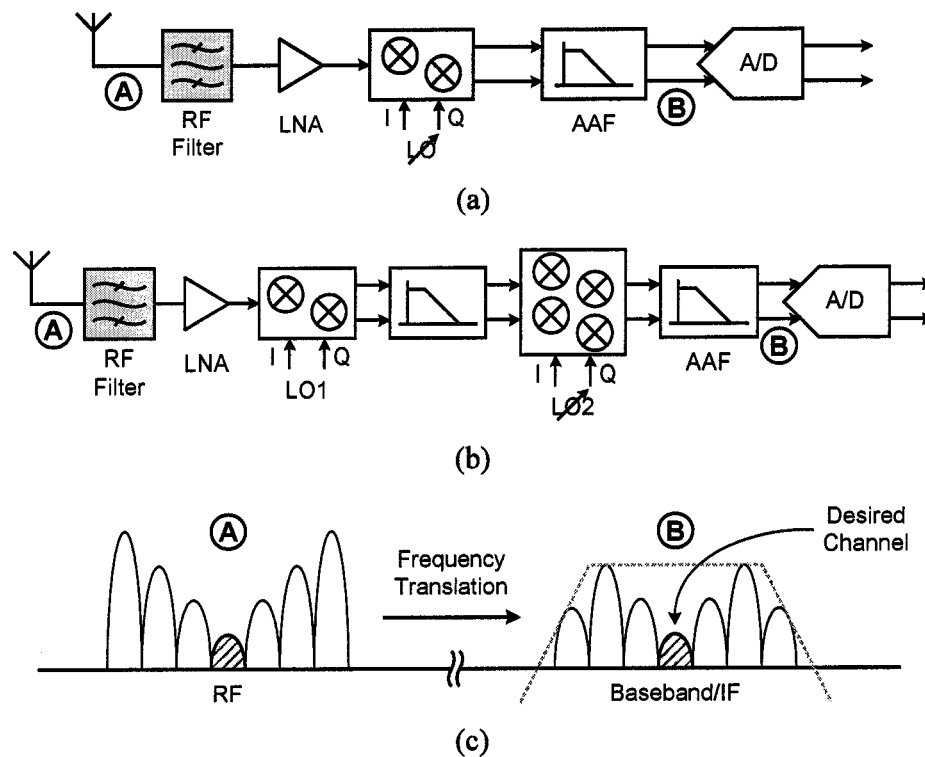 A
RF
Filter
LNA
I
Q
LO
AAF
B
A/D
(a)
A
RF
Filter
LNA
I
Q
LO1
I
Q
LO2
AAF
B
A/D
(b)
A
B
Desired
Channel
Frequency
Translation
RF
Baseband/IF
(c)